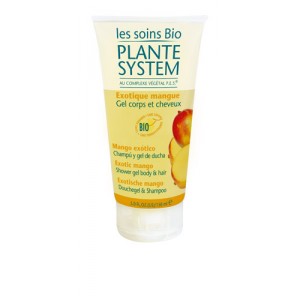 les soins Bio
PLANTE
SYSTEM
AU COMPLEXE VÉGÉTAL P.E.S
Exotique mangue
Gel corps et cheveux
BIO
Mango exótico
Champú y gel de ducha
Exotic mango
Shower gel body & hair
Exotische mango
Douchegel & Shampoo